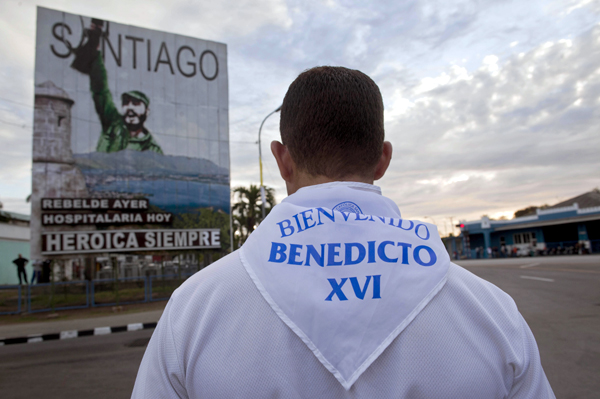 SANTIAGO
REBELDE AYER
HOSPITALARIA HOY
HEROICA SIEMPRE
BIENVENIDO
BENEDICTO
XVI